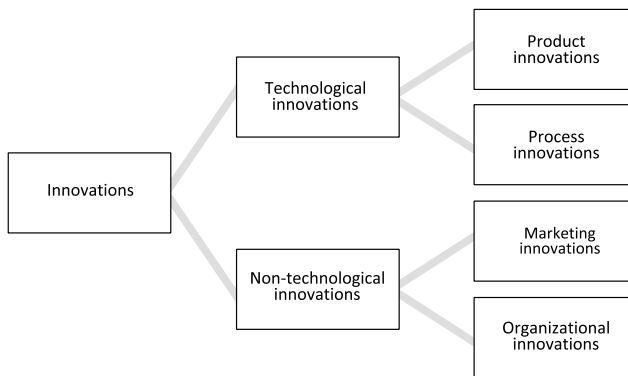 Innovations
Technological
innovations
Non-technological
innovations
Product
innovations
Process
innovations
Marketing
innovations
Organizational
innovations